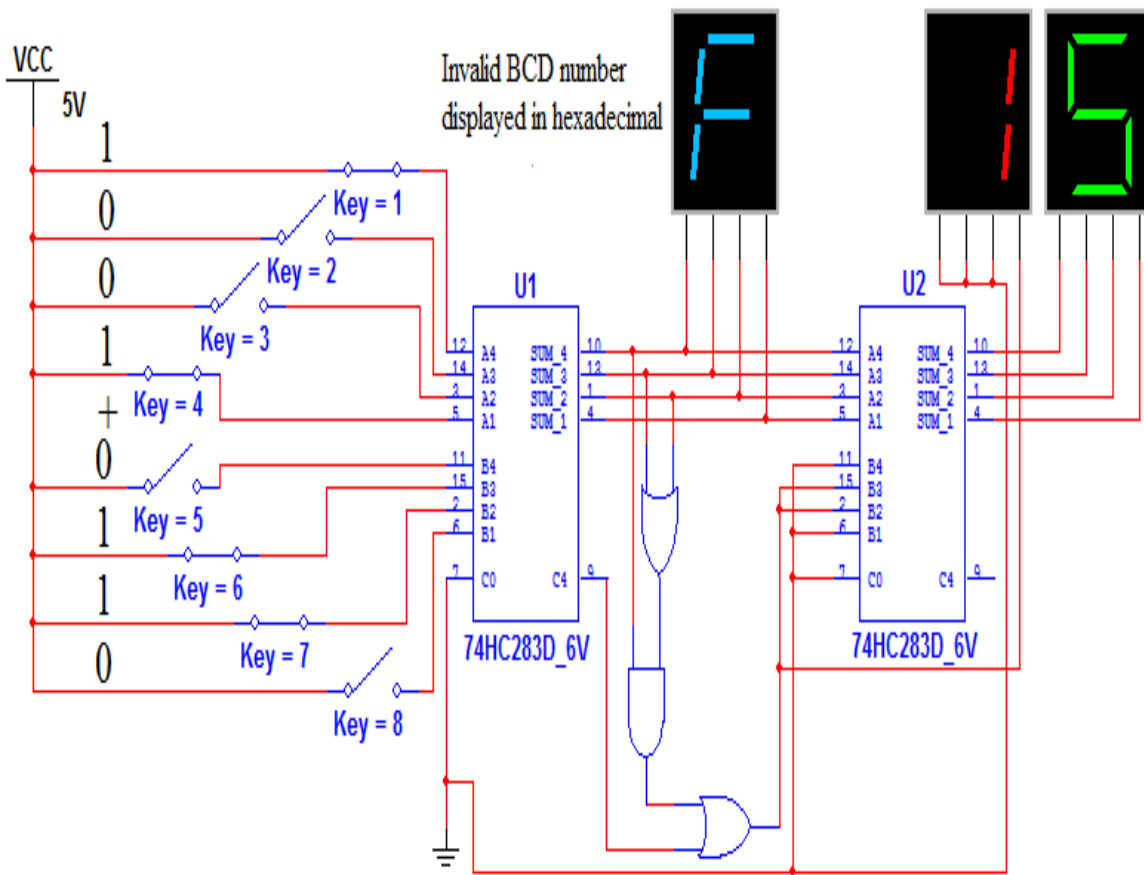 VCC
5V
Invalid BCD number
displayed in hexadecimal
F
1
5
1
Key = 1
0
Key = 2
0
Key = 3
1
Key = 4
+
0
Key = 5
1
Key = 6
1
Key = 7
0
Key = 8
U1
12 A4 SUM_4 10
14 A3 SUM_3 13
3 A2 SUM_2 1
5 A1 SUM_1 4
11 B4
15 B3
2 B2
6 B1
7 C0 C4 9
74HC283D_6V
U2
12 A4 SUM_4 10
14 A3 SUM_3 13
3 A2 SUM_2 1
5 A1 SUM_1 4
11 B4
15 B3
2 B2
6 B1
7 C0 C4 9
74HC283D_6V